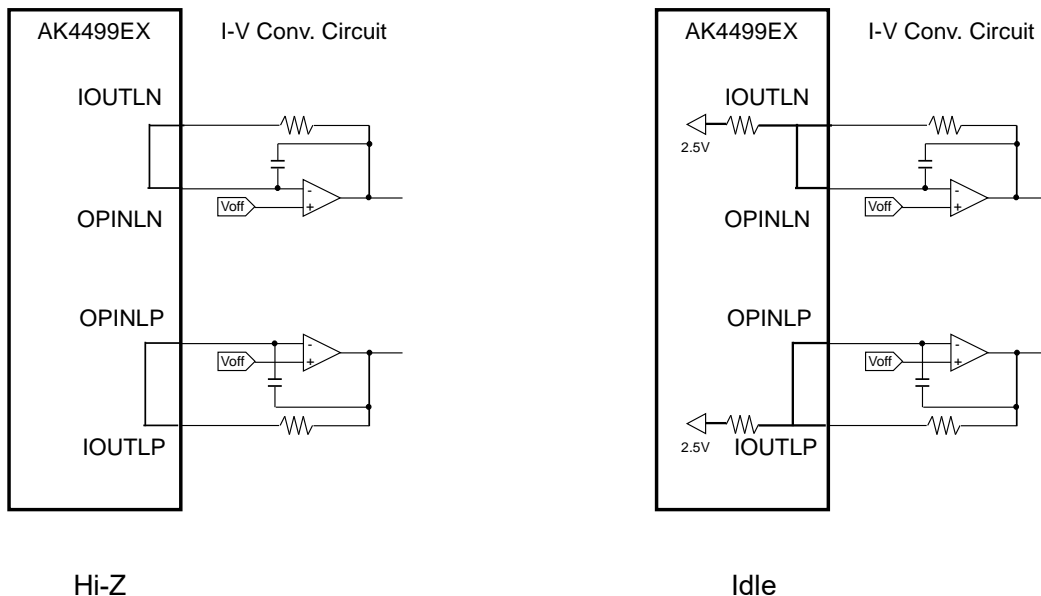 AK4499EX
I-V Conv. Circuit
IOUTLN
-
+
Voff
OPINLN
OPINLP
-
+
Voff
IOUTLP
Hi-Z
AK4499EX
I-V Conv. Circuit
IOUTLN
2.5V
-
+
Voff
OPINLN
OPINLP
-
+
Voff
2.5V
IOUTLP
Idle